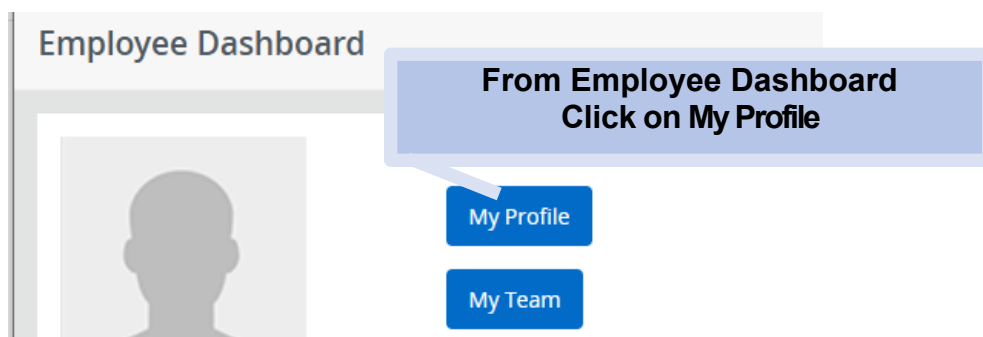 Employee Dashboard
From Employee Dashboard
Click on My Profile
My Profile
My Team